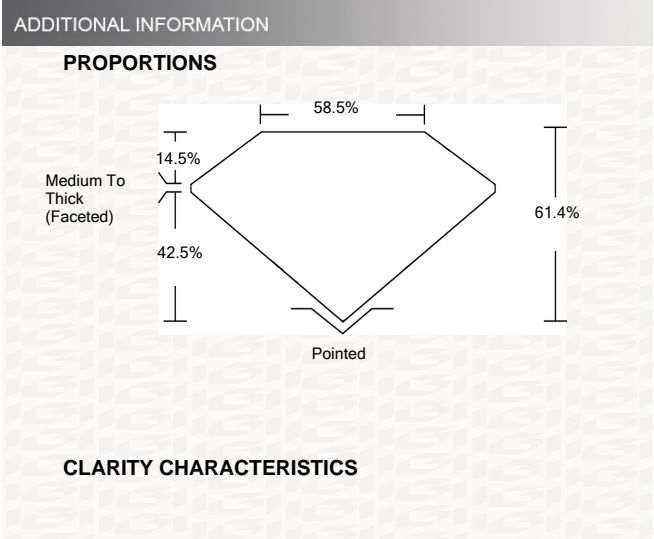 ADDITIONAL INFORMATION
PROPORTIONS
58.5%
14.5%
Medium To
Thick
(Faceted)
61.4%
42.5%
Pointed
CLARITY CHARACTERISTICS